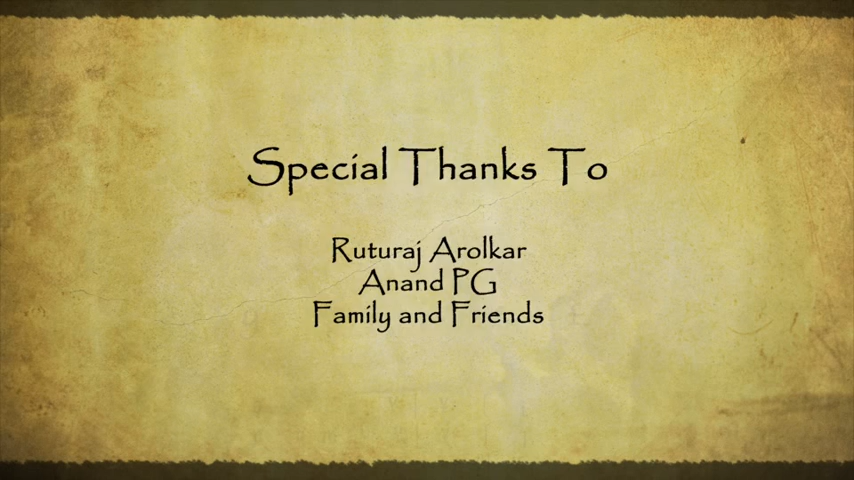 Special Thanks To
Ruturaj Arolkar
Anand PG
Family and Friends